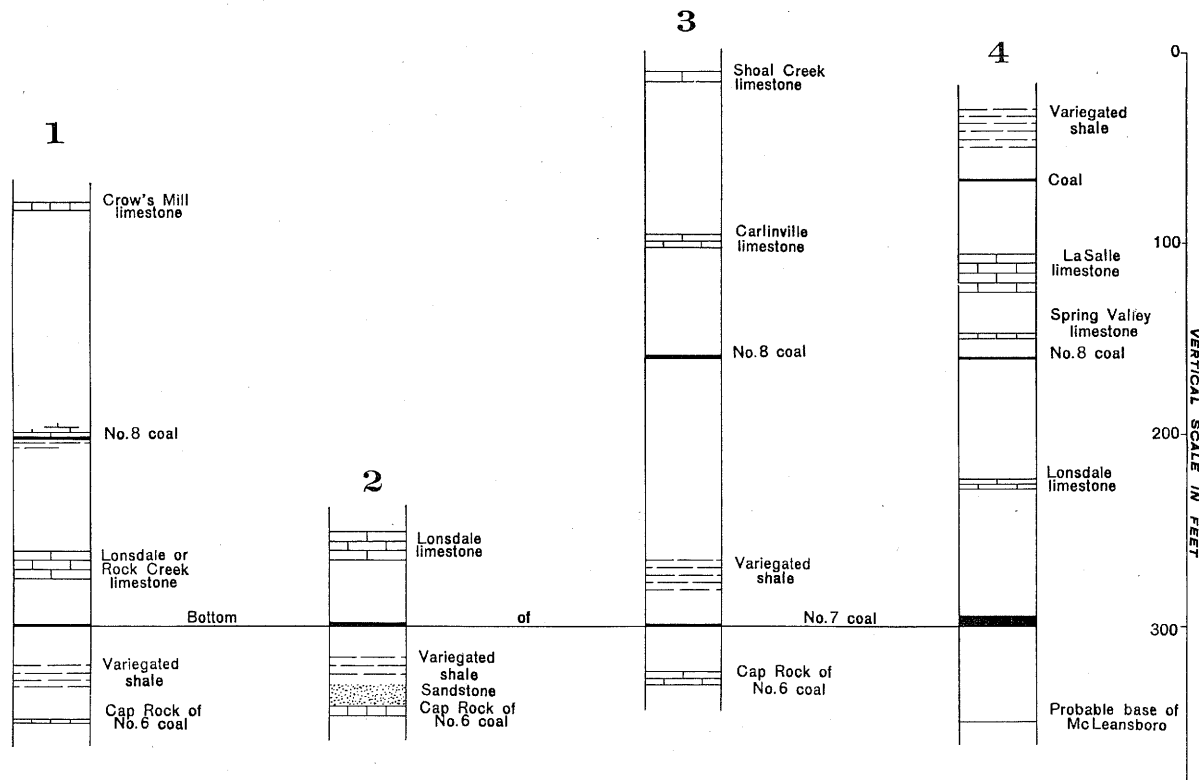 1
Crow's Mill
limestone
No.8 coal
Lonsdale or
Rock Creek
limestone
Variegated
shale
Cap Rock of
No.6 coal
2
Lonsdale
limestone
Variegated
shale
Sandstone
Cap Rock of
No.6 coal
3
Shoal Creek
limestone
Carlinville
limestone
No.8 coal
Variegated
shale
Cap Rock of
No.6 coal
4
Variegated
shale
Coal
LaSalle
limestone
Spring Valley
limestone
No.8 coal
Lonsdale
limestone
Probable base of
McLeansboro
Bottom of No.7 coal
0
100
200
300
VERTICAL SCALE IN FEET